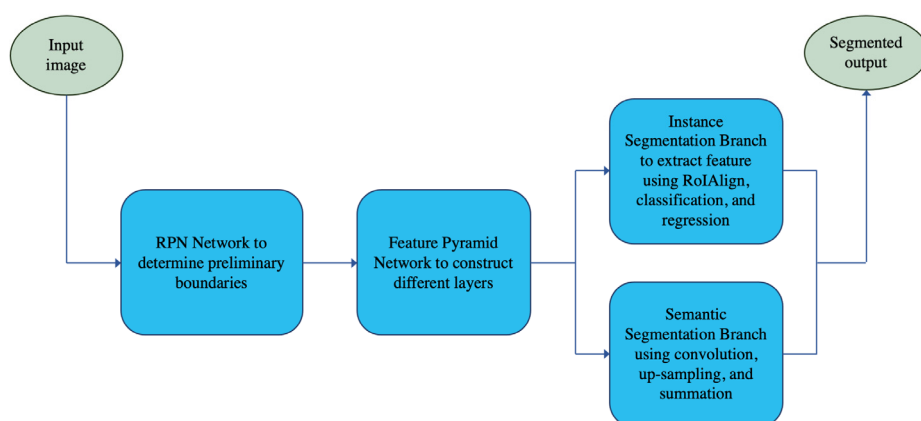 Input
image
RPN Network to
determine preliminary
boundaries
Feature Pyramid
Network to construct
different layers
Instance
Segmentation Branch
to extract feature
using RoIAlign,
classification, and
regression
Semantic
Segmentation Branch
using convolution,
up-sampling, and
summation
Segmented
output